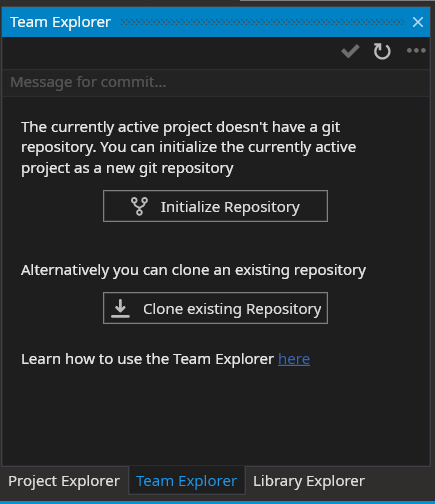 Team Explorer
Message for commit...
The currently active project doesn't have a git
repository. You can initialize the currently active
project as a new git repository
Initialize Repository
Alternatively you can clone an existing repository
Clone existing Repository
Learn how to use the Team Explorer here
Project Explorer Team Explorer Library Explorer